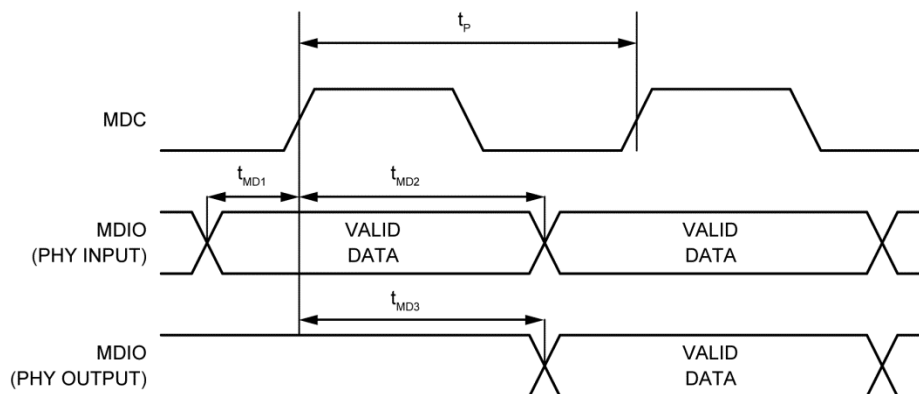 tP
MDC
tMD1
tMD2
MDIO
(PHY INPUT)
VALID
DATA
VALID
DATA
tMD3
MDIO
(PHY OUTPUT)
VALID
DATA